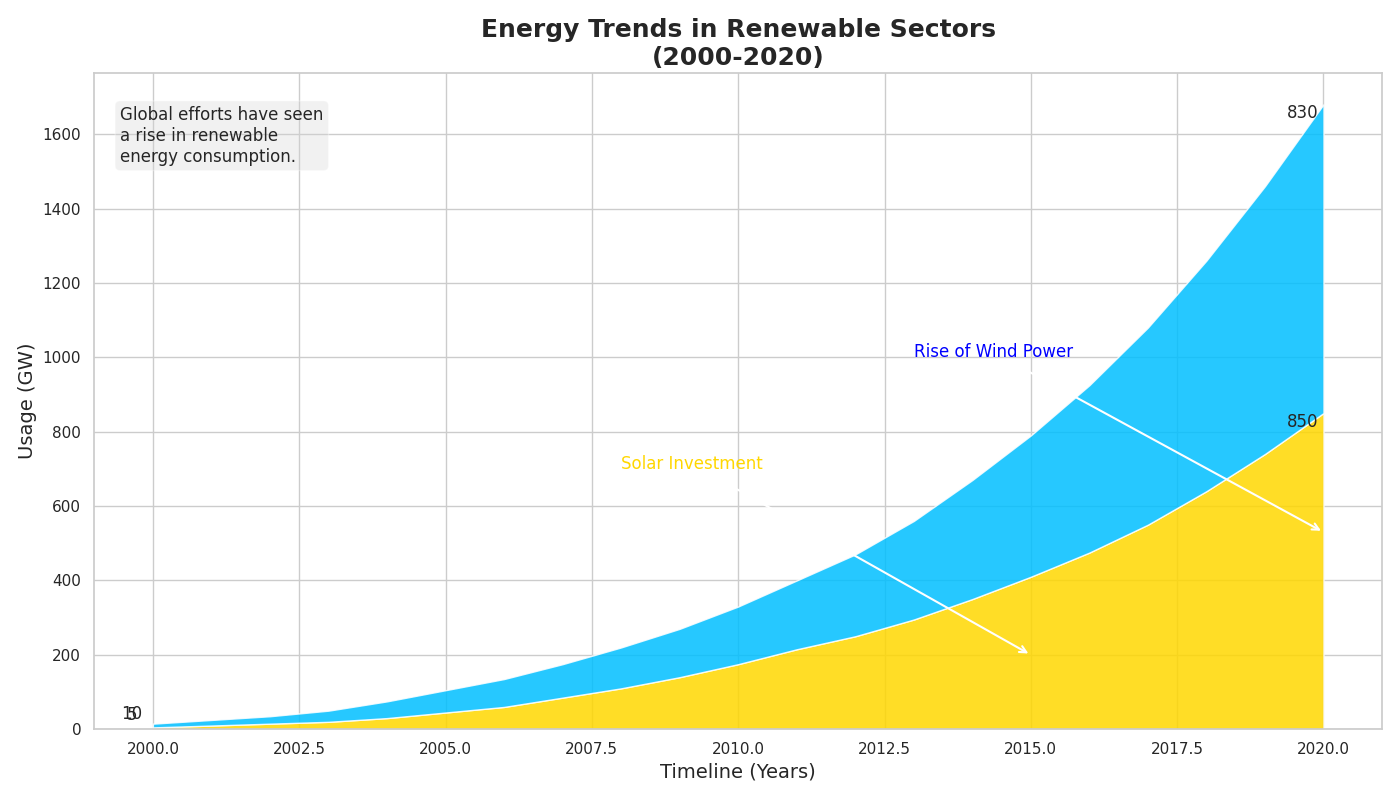 Energy Trends in Renewable Sectors
(2000-2020)
Global efforts have seen
a rise in renewable
energy consumption.
Usage (GW)
1600
1400
1200
1000
800
600
400
200
0
830
850
Rise of Wind Power
Solar Investment
10
5
2000.0
2002.5
2005.0
2007.5
2010.0
2012.5
2015.0
2017.5
2020.0
Timeline (Years)